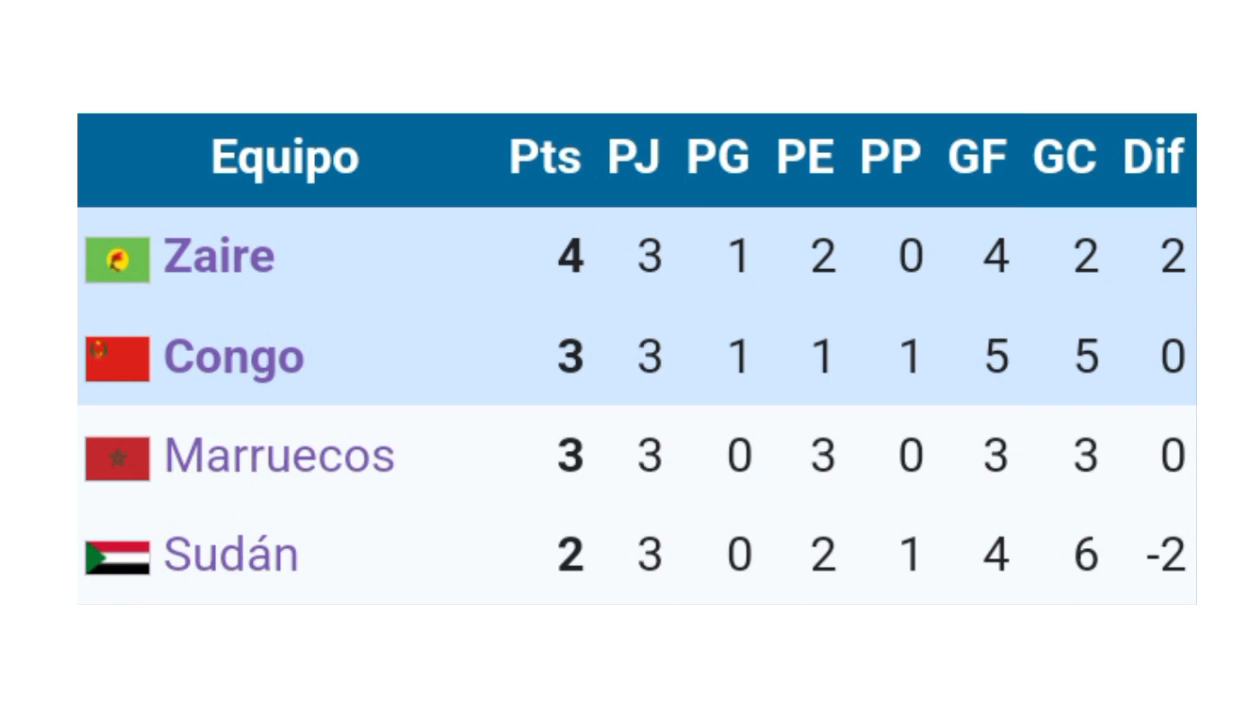 Equipo Pts PJ PG PE PP GF GC Dif
Zaire 4 3 1 2 0 4 2 2
Congo 3 3 1 1 1 5 5 0
Marruecos 3 3 0 3 0 3 3 0
Sudán 2 3 0 2 1 4 6 -2